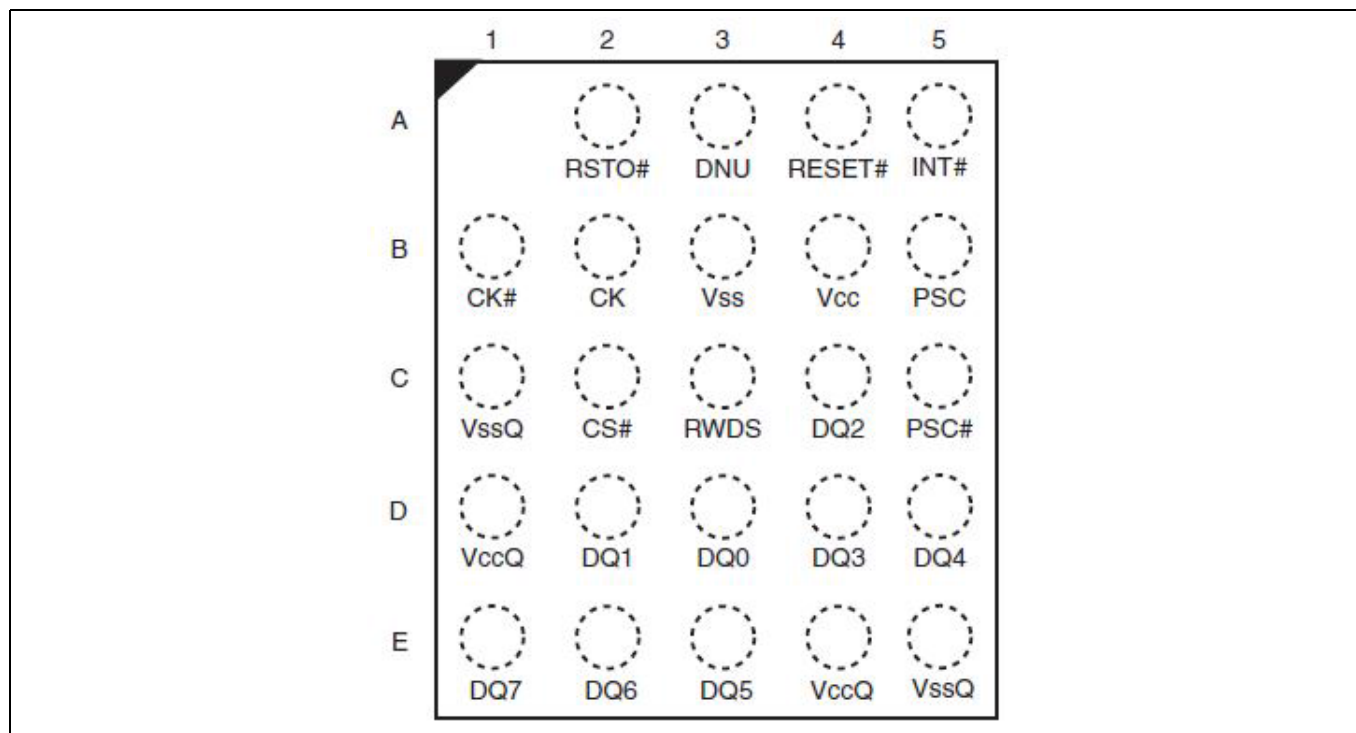 1 2 3 4 5
A
RSTO# DNU RESET# INT#
B
CK# CK Vss Vcc PSC
C
VssQ CS# RWDS DQ2 PSC#
D
VccQ DQ1 DQ0 DQ3 DQ4
E
DQ7 DQ6 DQ5 VccQ VssQ